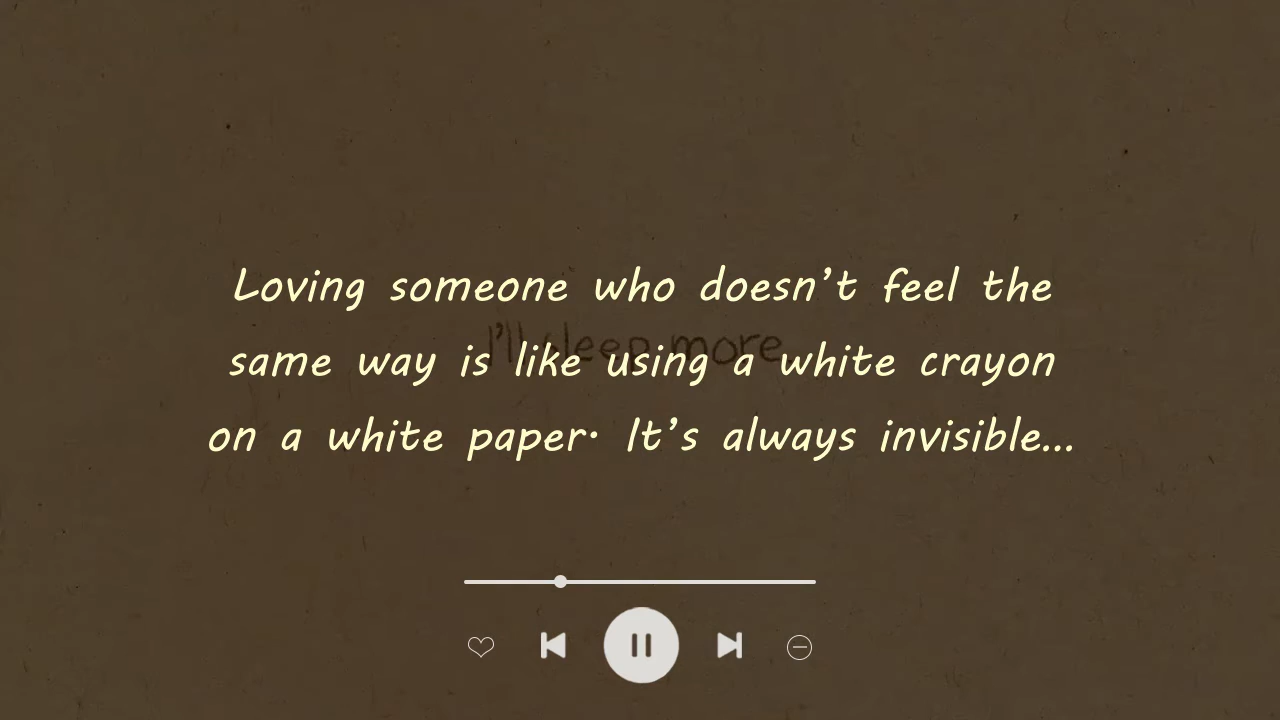 Loving someone who doesn’t feel the
I'll sleep more
same way is like using a white crayon
on a white paper. It’s always invisible...